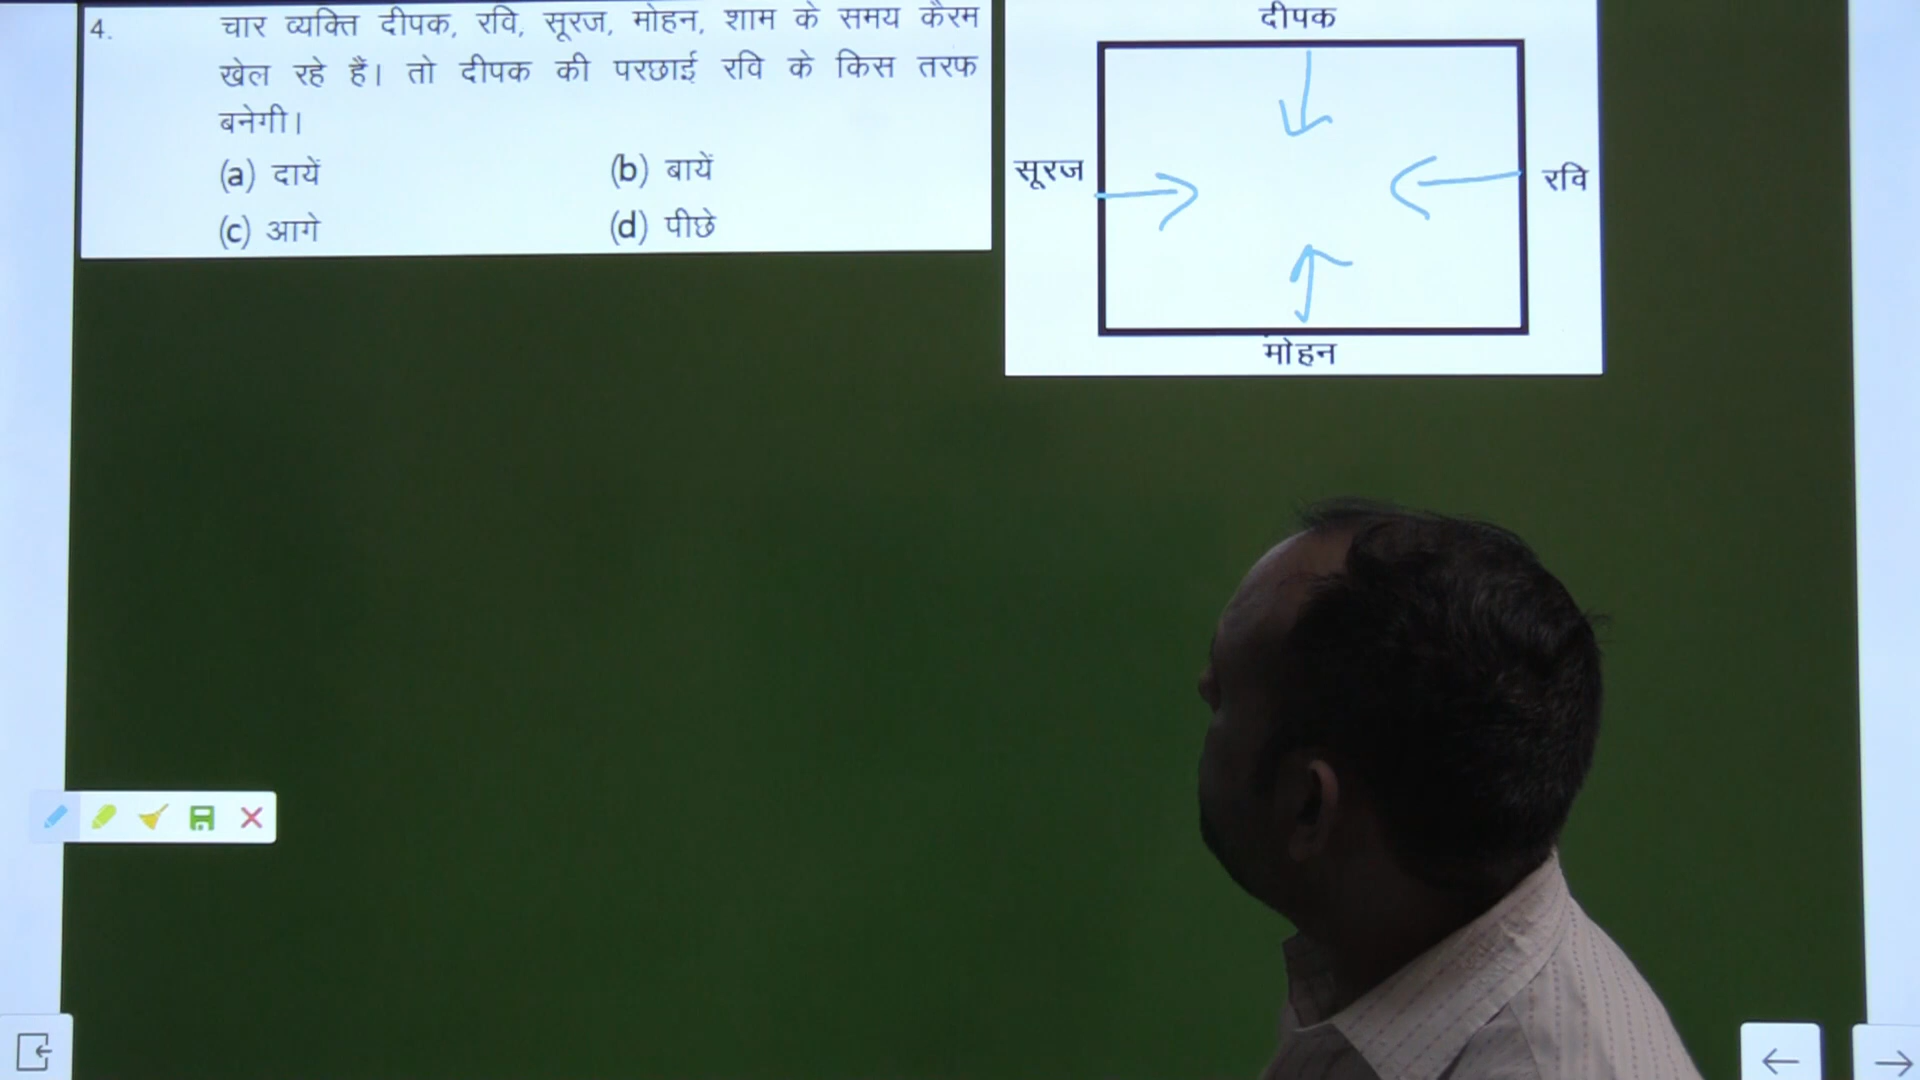 4. चार व्यक्ति दीपक, रवि, सूरज, मोहन, शाम के समय कैरम
खेल रहे हैं। तो दीपक की परछाई रवि के किस तरफ
बनेगी।
(a) दायें (b) बायें
(c) आगे (d) पीछे
दीपक
सूरज
रवि
मोहन